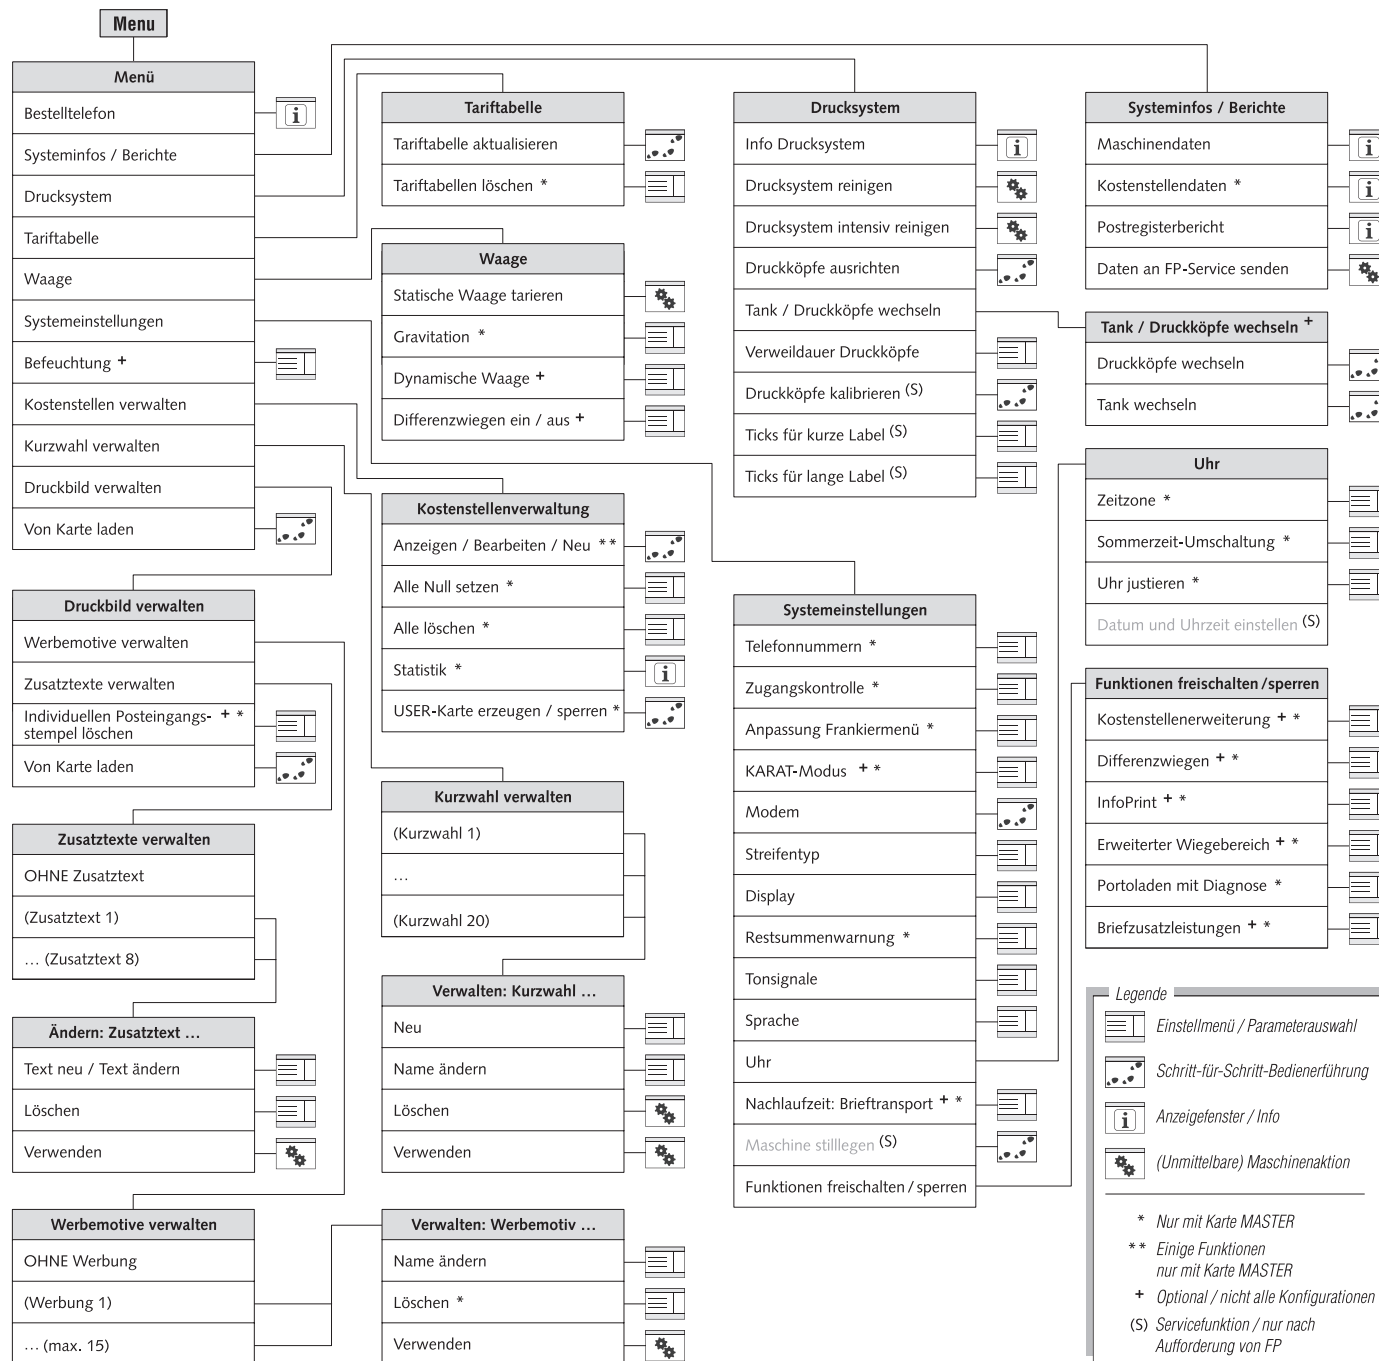 Menu
Menü
Bestelltelefon
Systeminfos / Berichte
Drucksystem
Tariftabelle
Waage
Systemeinstellungen
Befeuchtung +
Kostenstellen verwalten
Kurzwahl verwalten
Druckbild verwalten
Von Karte laden
Druckbild verwalten
Werbemotive verwalten
Zusatztexte verwalten
Individuellen Posteingangs- + *
stempel löschen
Von Karte laden
Zusatztexte verwalten
OHNE Zusatztext
(Zusatztext 1)
... (Zusatztext 8)
Ändern: Zusatztext ...
Text neu / Text ändern
Löschen
Verwenden
Werbemotive verwalten
OHNE Werbung
(Werbung 1)
... (max. 15)
Tariftabelle
Tariftabelle aktualisieren
Tariftabellen löschen *
Waage
Statische Waage tarieren
Gravitation *
Dynamische Waage +
Differenzwiegen ein / aus +
Kostenstellenverwaltung
Anzeigen / Bearbeiten / Neu **
Alle Null setzen *
Alle löschen *
Statistik *
USER-Karte erzeugen / sperren *
Kurzwahl verwalten
(Kurzwahl 1)
...
(Kurzwahl 20)
Verwalten: Kurzwahl ...
Neu
Name ändern
Löschen
Verwenden
Verwalten: Werbemotiv ...
Name ändern
Löschen *
Verwenden
Drucksystem
Info Drucksystem
Drucksystem reinigen
Drucksystem intensiv reinigen
Druckköpfe ausrichten
Tank / Druckköpfe wechseln
Verweildauer Druckköpfe
Druckköpfe kalibrieren (S)
Ticks für kurze Label (S)
Ticks für lange Label (S)
Systemeinstellungen
Telefonnummern *
Zugangskontrolle *
Anpassung Frankiermenü *
KARAT-Modus + *
Modem
Streifentyp
Display
Restsummenwarnung *
Tonsignale
Sprache
Uhr
Nachlaufzeit: Brieftransport + *
Maschine stilllegen (S)
Funktionen freischalten / sperren
Systeminfos / Berichte
Maschinendaten
Kostenstellendaten *
Postregisterbericht
Daten an FP-Service senden
Tank / Druckköpfe wechseln +
Druckköpfe wechseln
Tank wechseln
Uhr
Zeitzone *
Sommerzeit-Umschaltung *
Uhr justieren *
Datum und Uhrzeit einstellen (S)
Funktionen freischalten / sperren
Kostenstellenerweiterung + *
Differenzwiegen + *
InfoPrint + *
Erweiterter Wiegebereich + *
Portoladen mit Diagnose *
Briefzusatzleistungen + *
Legende
Einstellmenü / Parameterauswahl
Schritt-für-Schritt-Bedienerführung
Anzeigefenster / Info
(Unmittelbare) Maschinenaktion
* Nur mit Karte MASTER
** Einige Funktionen
nur mit Karte MASTER
+ Optional / nicht alle Konfigurationen
(S) Servicefunktion / nur nach
Aufforderung von FP